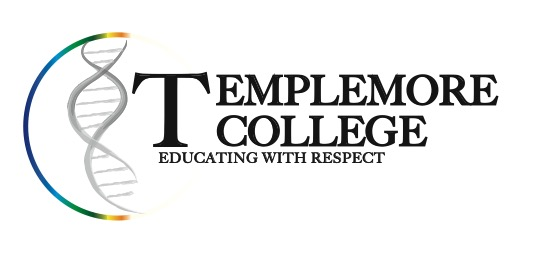 TEMPLEMORE
COLLEGE
EDUCATING WITH RESPECT